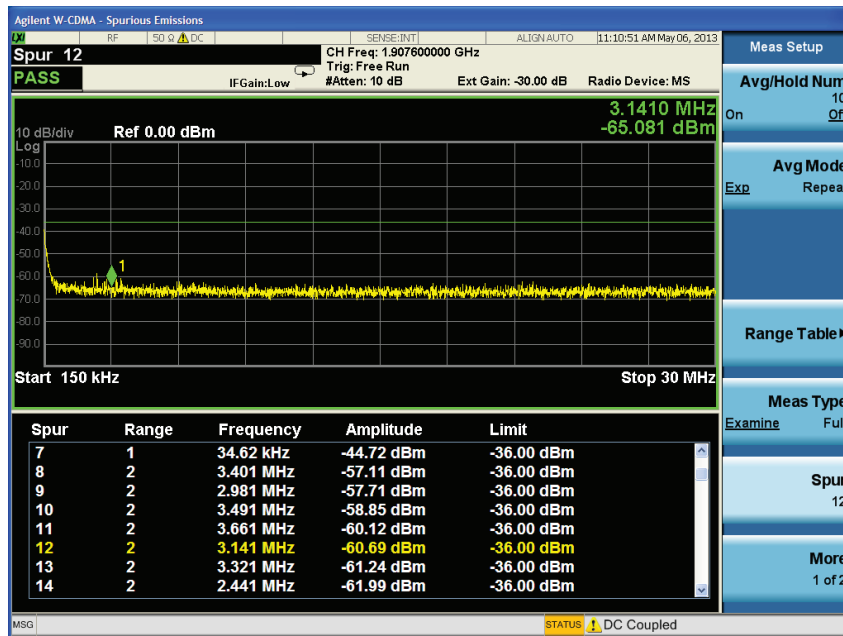 Agilent W-CDMA - Spurious Emissions
LXI RF 50 Ω DC SENSE:INT ALIGN AUTO 11:10:51 AM May 06, 2013
Spur 12
PASS
IFGain:Low
CH Freq: 1.907600000 GHz
Trig: Free Run
#Atten: 10 dB Ext Gain: -30.00 dB Radio Device: MS
3.1410 MHz
-65.081 dBm
10 dB/div Ref 0.00 dBm
Log
-10.0
-20.0
-30.0
-40.0
-50.0
-60.0
-70.0
-80.0
-90.0
1
Start 150 kHz Stop 30 MHz
Spur Range Frequency Amplitude Limit
7 1 34.62 kHz -44.72 dBm -36.00 dBm
8 2 3.401 MHz -57.11 dBm -36.00 dBm
9 2 2.981 MHz -57.71 dBm -36.00 dBm
10 2 3.491 MHz -58.85 dBm -36.00 dBm
11 2 3.661 MHz -60.12 dBm -36.00 dBm
12 2 3.141 MHz -60.69 dBm -36.00 dBm
13 2 3.321 MHz -61.24 dBm -36.00 dBm
14 2 2.441 MHz -61.99 dBm -36.00 dBm
Meas Setup
Avg/Hold Num
10
On Of
Avg Mode
Exp Repea
Range Table
Meas Type
Examine Ful
Spur
12
More
1 of 2
MSG STATUS DC Coupled